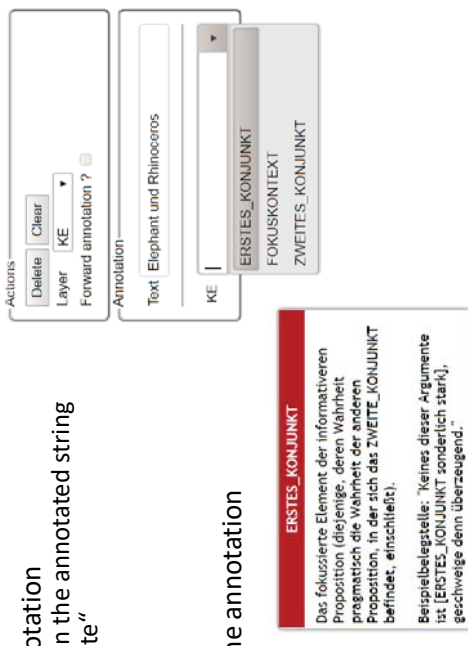 otation
n the annotated string
te“
ne annotation
Actions
Delete Clear
Layer KE
Forward annotation ?
Annotation
Text Elephant und Rhinoceros
KE
ERSTES_KONJUNKT
FOKUSKONTEXT
ZWEITES_KONJUNKT
ERSTES_KONJUNKT
Das fokussierte Element der informativeren
Proposition (diejenige, deren Wahrheit
pragmatisch die Wahrheit der anderen
Proposition, in der sich das ZWEITE_KONJUNKT
befindet, einschließt).
Beispielbelegstelle: "Keines dieser Argumente
ist [ERSTES_KONJUNKT sonderlich stark],
geschweige denn überzeugend."